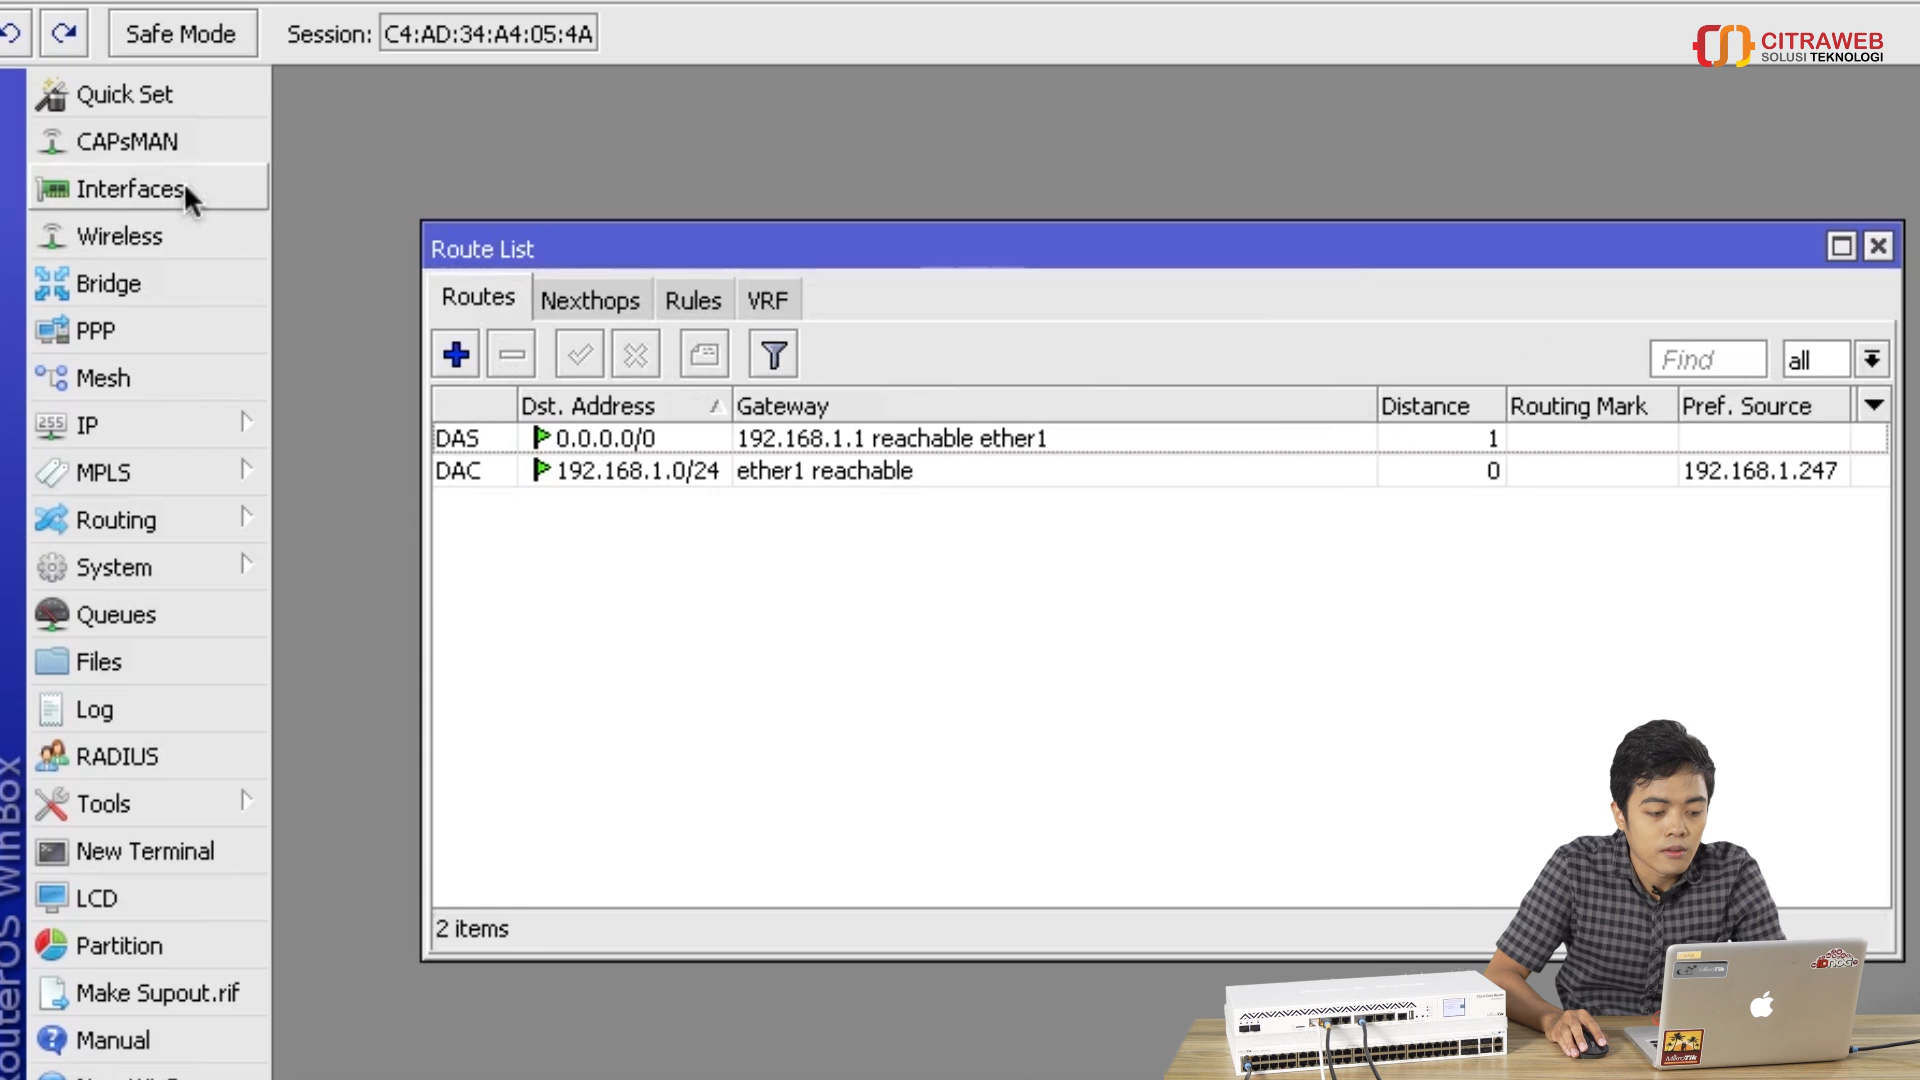 Safe Mode
Session: C4:AD:34:A4:05:4A
CITRAWEB
SOLUSI TEKNOLOGI
Quick Set
CAPsMAN
Interfaces
Wireless
Bridge
PPP
Mesh
255 IP
MPLS
Routing
System
Queues
Files
Log
RADIUS
Tools
New Terminal
LCD
Partition
Make Supout.rif
Manual
RouterOS WinBox
Route List
Routes Nexthops Rules VRF
Find all
Dst. Address Gateway Distance Routing Mark Pref. Source
DAS 0.0.0.0/0 192.168.1.1 reachable ether1 1
DAC 192.168.1.0/24 ether1 reachable 0 192.168.1.247
2 items
MikroTik